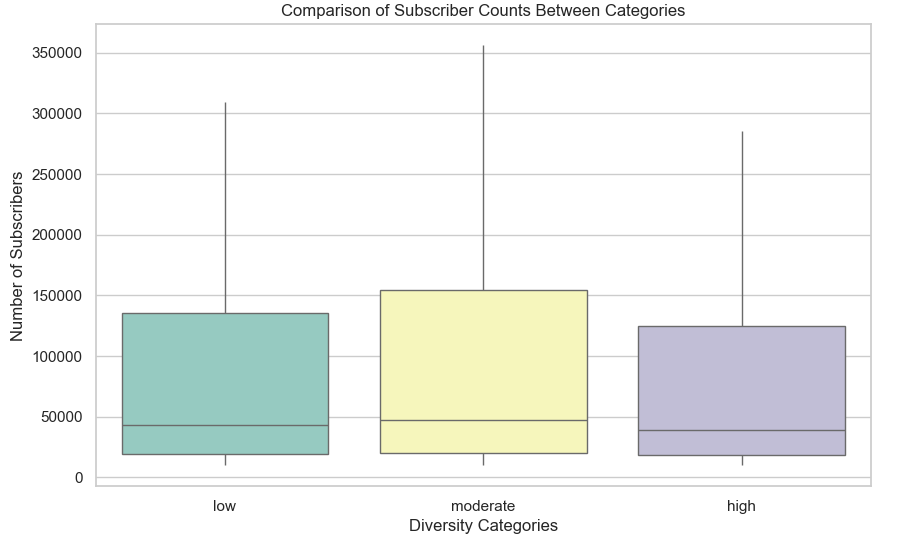 Comparison of Subscriber Counts Between Categories
Number of Subscribers
350000
300000
250000
200000
150000
100000
50000
0
low moderate high
Diversity Categories